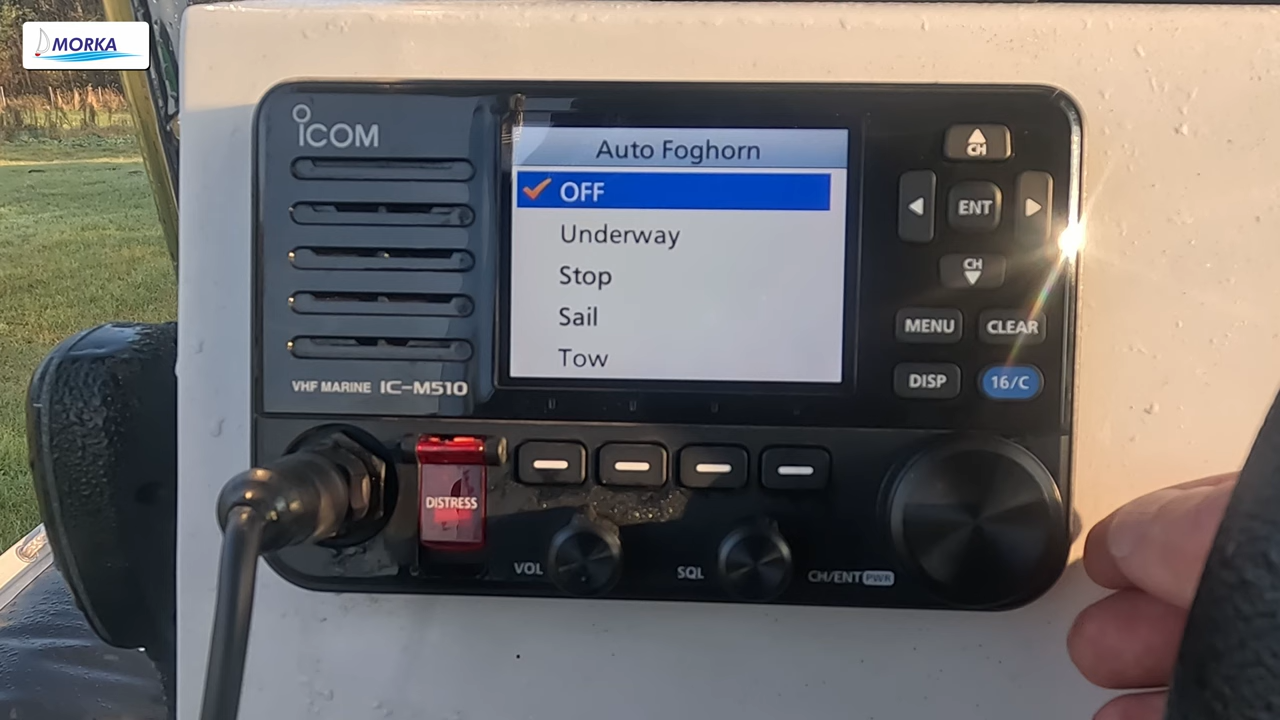 MORKA
ICOM
Auto Foghorn
OFF
Underway
Stop
Sail
Tow
CH
ENT
CH
MENU
CLEAR
DISP
16/C
VHF MARINE IC-M510
DISTRESS
VOL
SQL
CH/ENT PWR